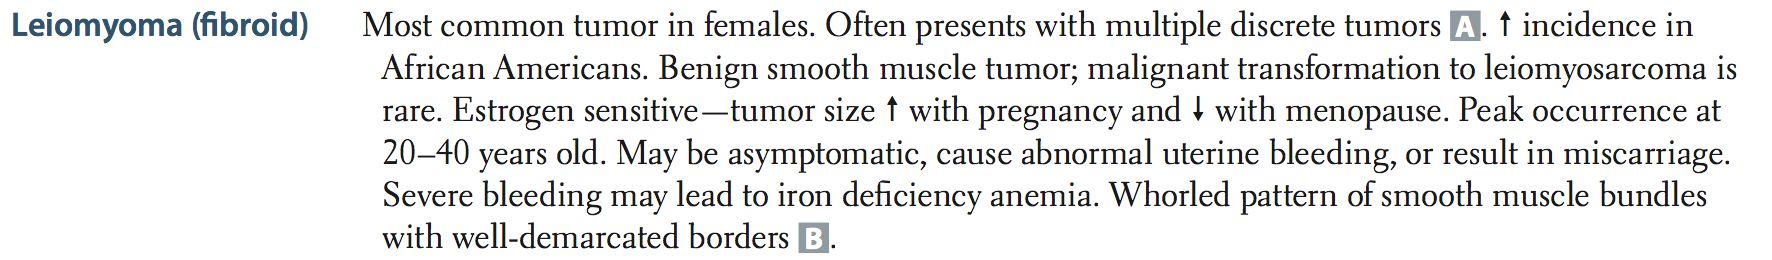 Leiomyoma (fibroid) Most common tumor in females. Often presents with multiple discrete tumors A. ↑ incidence in
African Americans. Benign smooth muscle tumor; malignant transformation to leiomyosarcoma is
rare. Estrogen sensitive—tumor size ↑ with pregnancy and ↓ with menopause. Peak occurrence at
20–40 years old. May be asymptomatic, cause abnormal uterine bleeding, or result in miscarriage.
Severe bleeding may lead to iron deficiency anemia. Whorled pattern of smooth muscle bundles
with well-demarcated borders B.